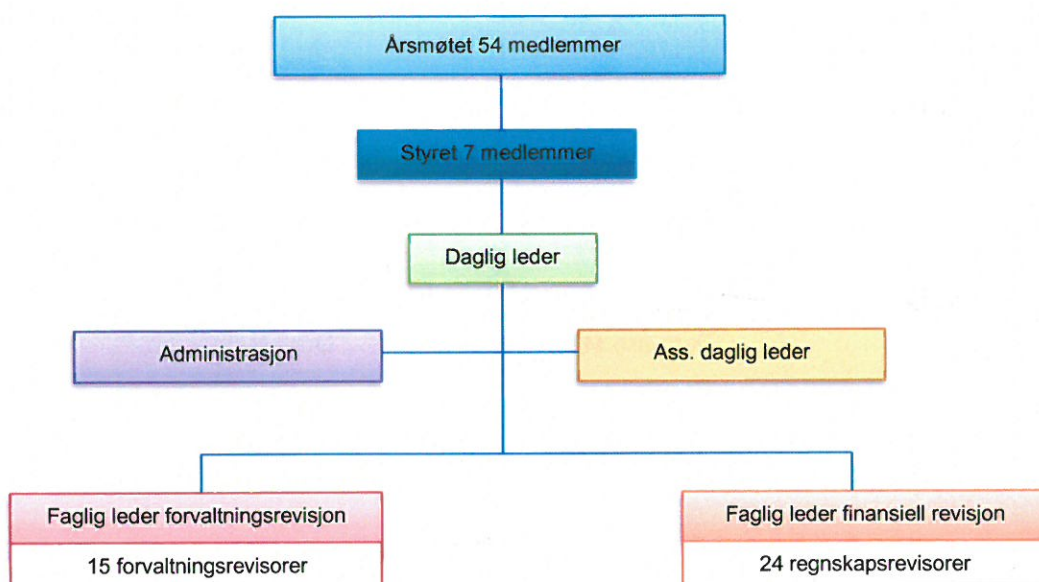 Årsmøtet 54 medlemmer
Styret 7 medlemmer
Daglig leder
Administrasjon
Ass. daglig leder
Faglig leder forvaltningsrevisjon
15 forvaltningsrevisorer
Faglig leder finansiell revisjon
24 regnskapsrevisorer